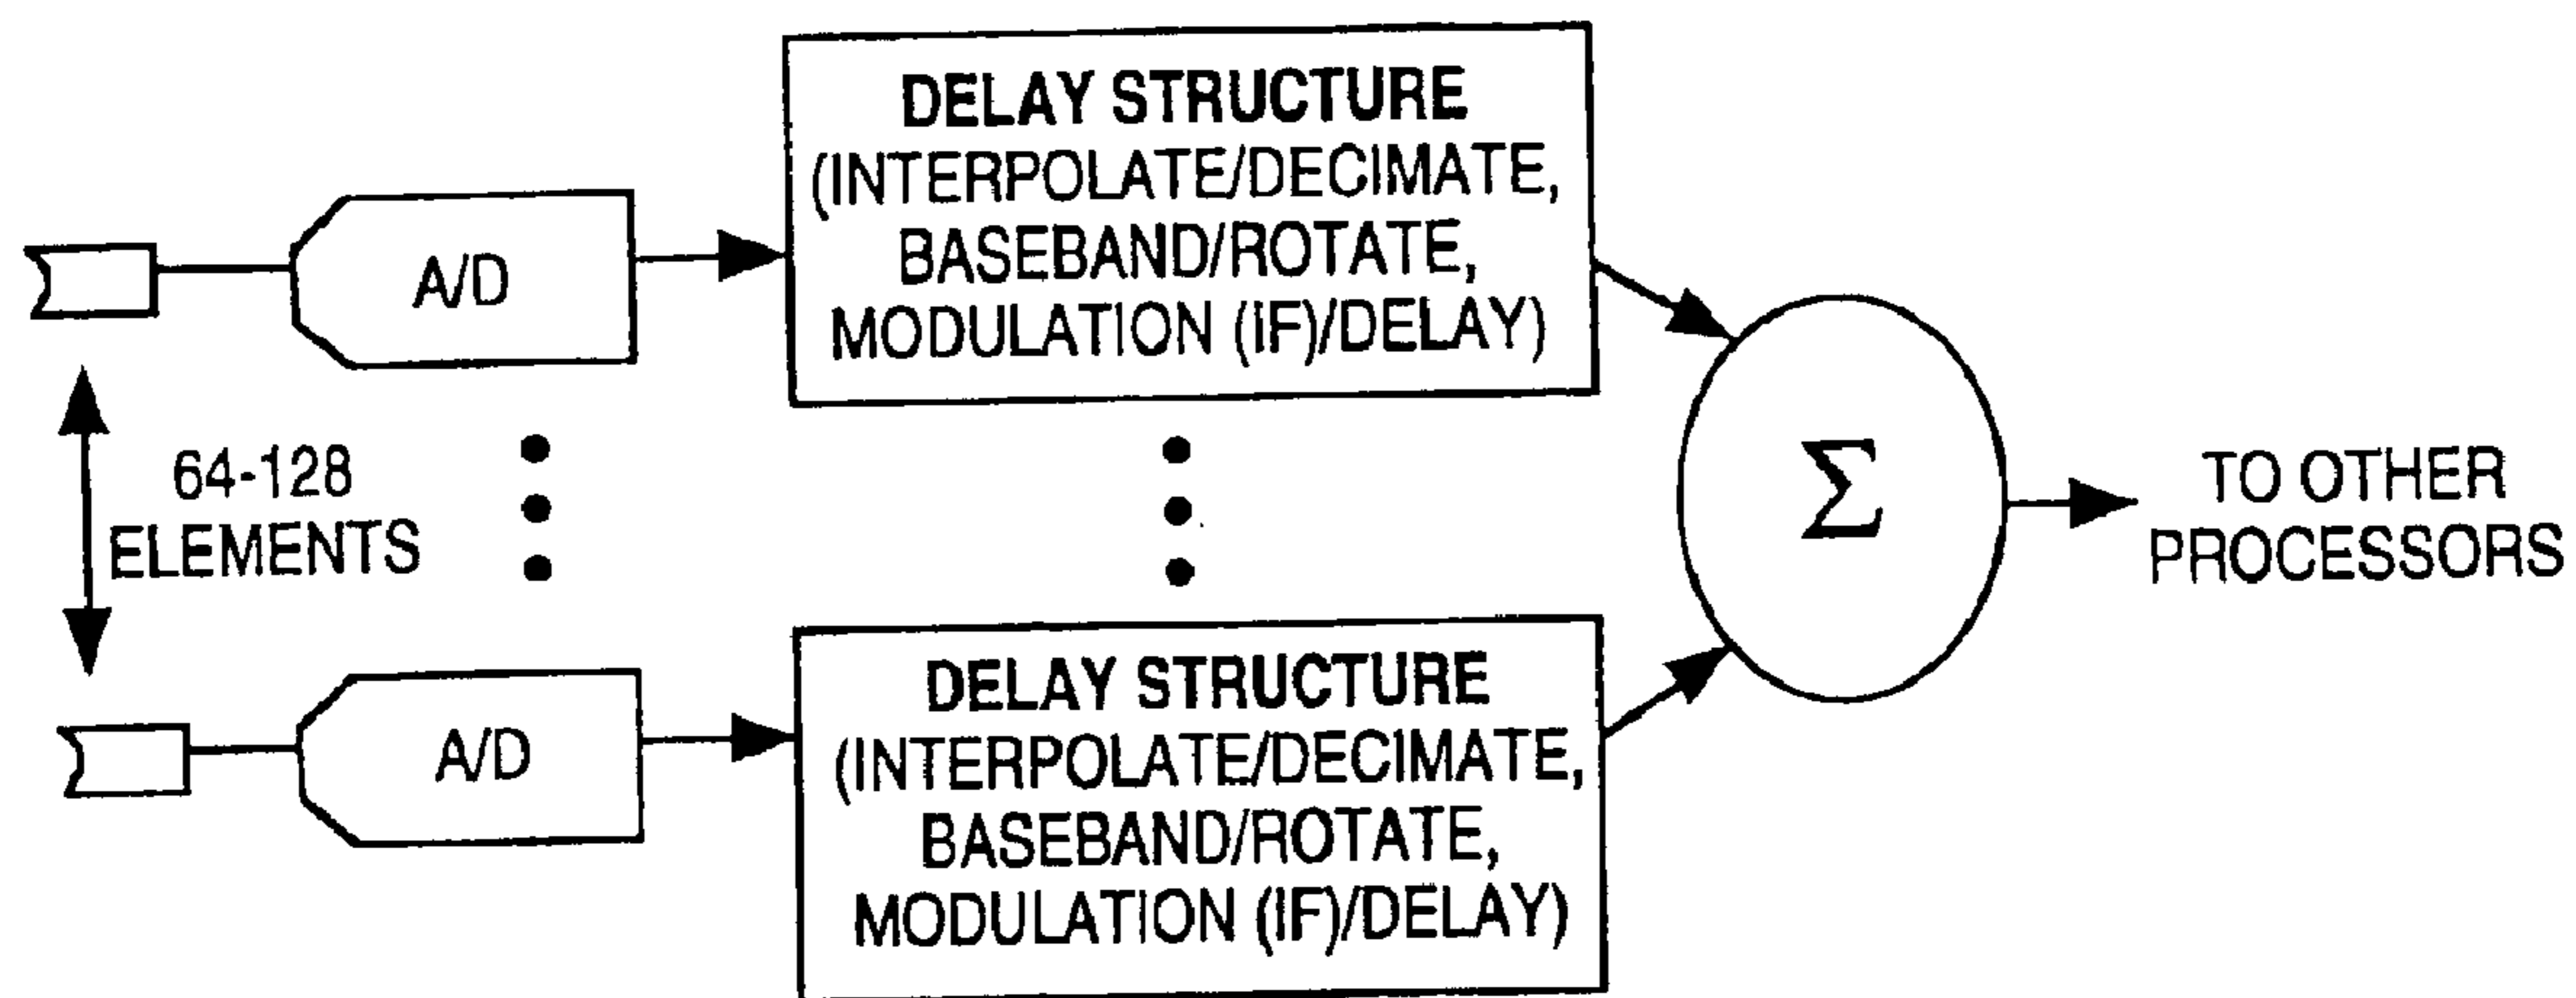 DELAY STRUCTURE
(INTERPOLATE/DECIMATE,
BASEBAND/ROTATE,
MODULATION (IF)/DELAY)
A/D
64-128
ELEMENTS
Σ
TO OTHER
PROCESSORS
A/D
DELAY STRUCTURE
(INTERPOLATE/DECIMATE,
BASEBAND/ROTATE,
MODULATION (IF)/DELAY)